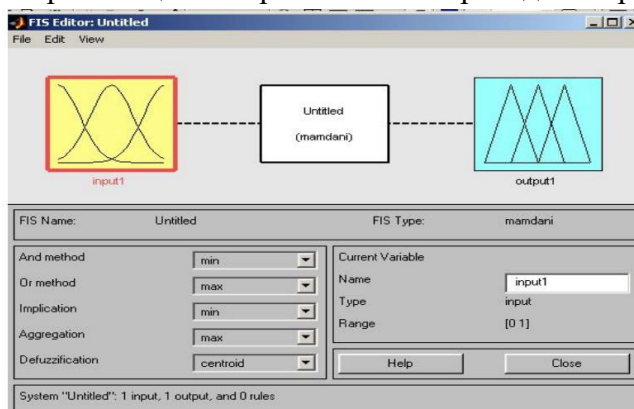 FIS Editor: Untitled
File Edit View
Untitled
(mamdani)
input1
output1
FIS Name: Untitled FIS Type: mamdani
And method min
Or method max
Implication min
Aggregation max
Defuzzification centroid
Current Variable
Name input1
Type input
Range [0 1]
Help Close
System "Untitled": 1 input, 1 output, and 0 rules